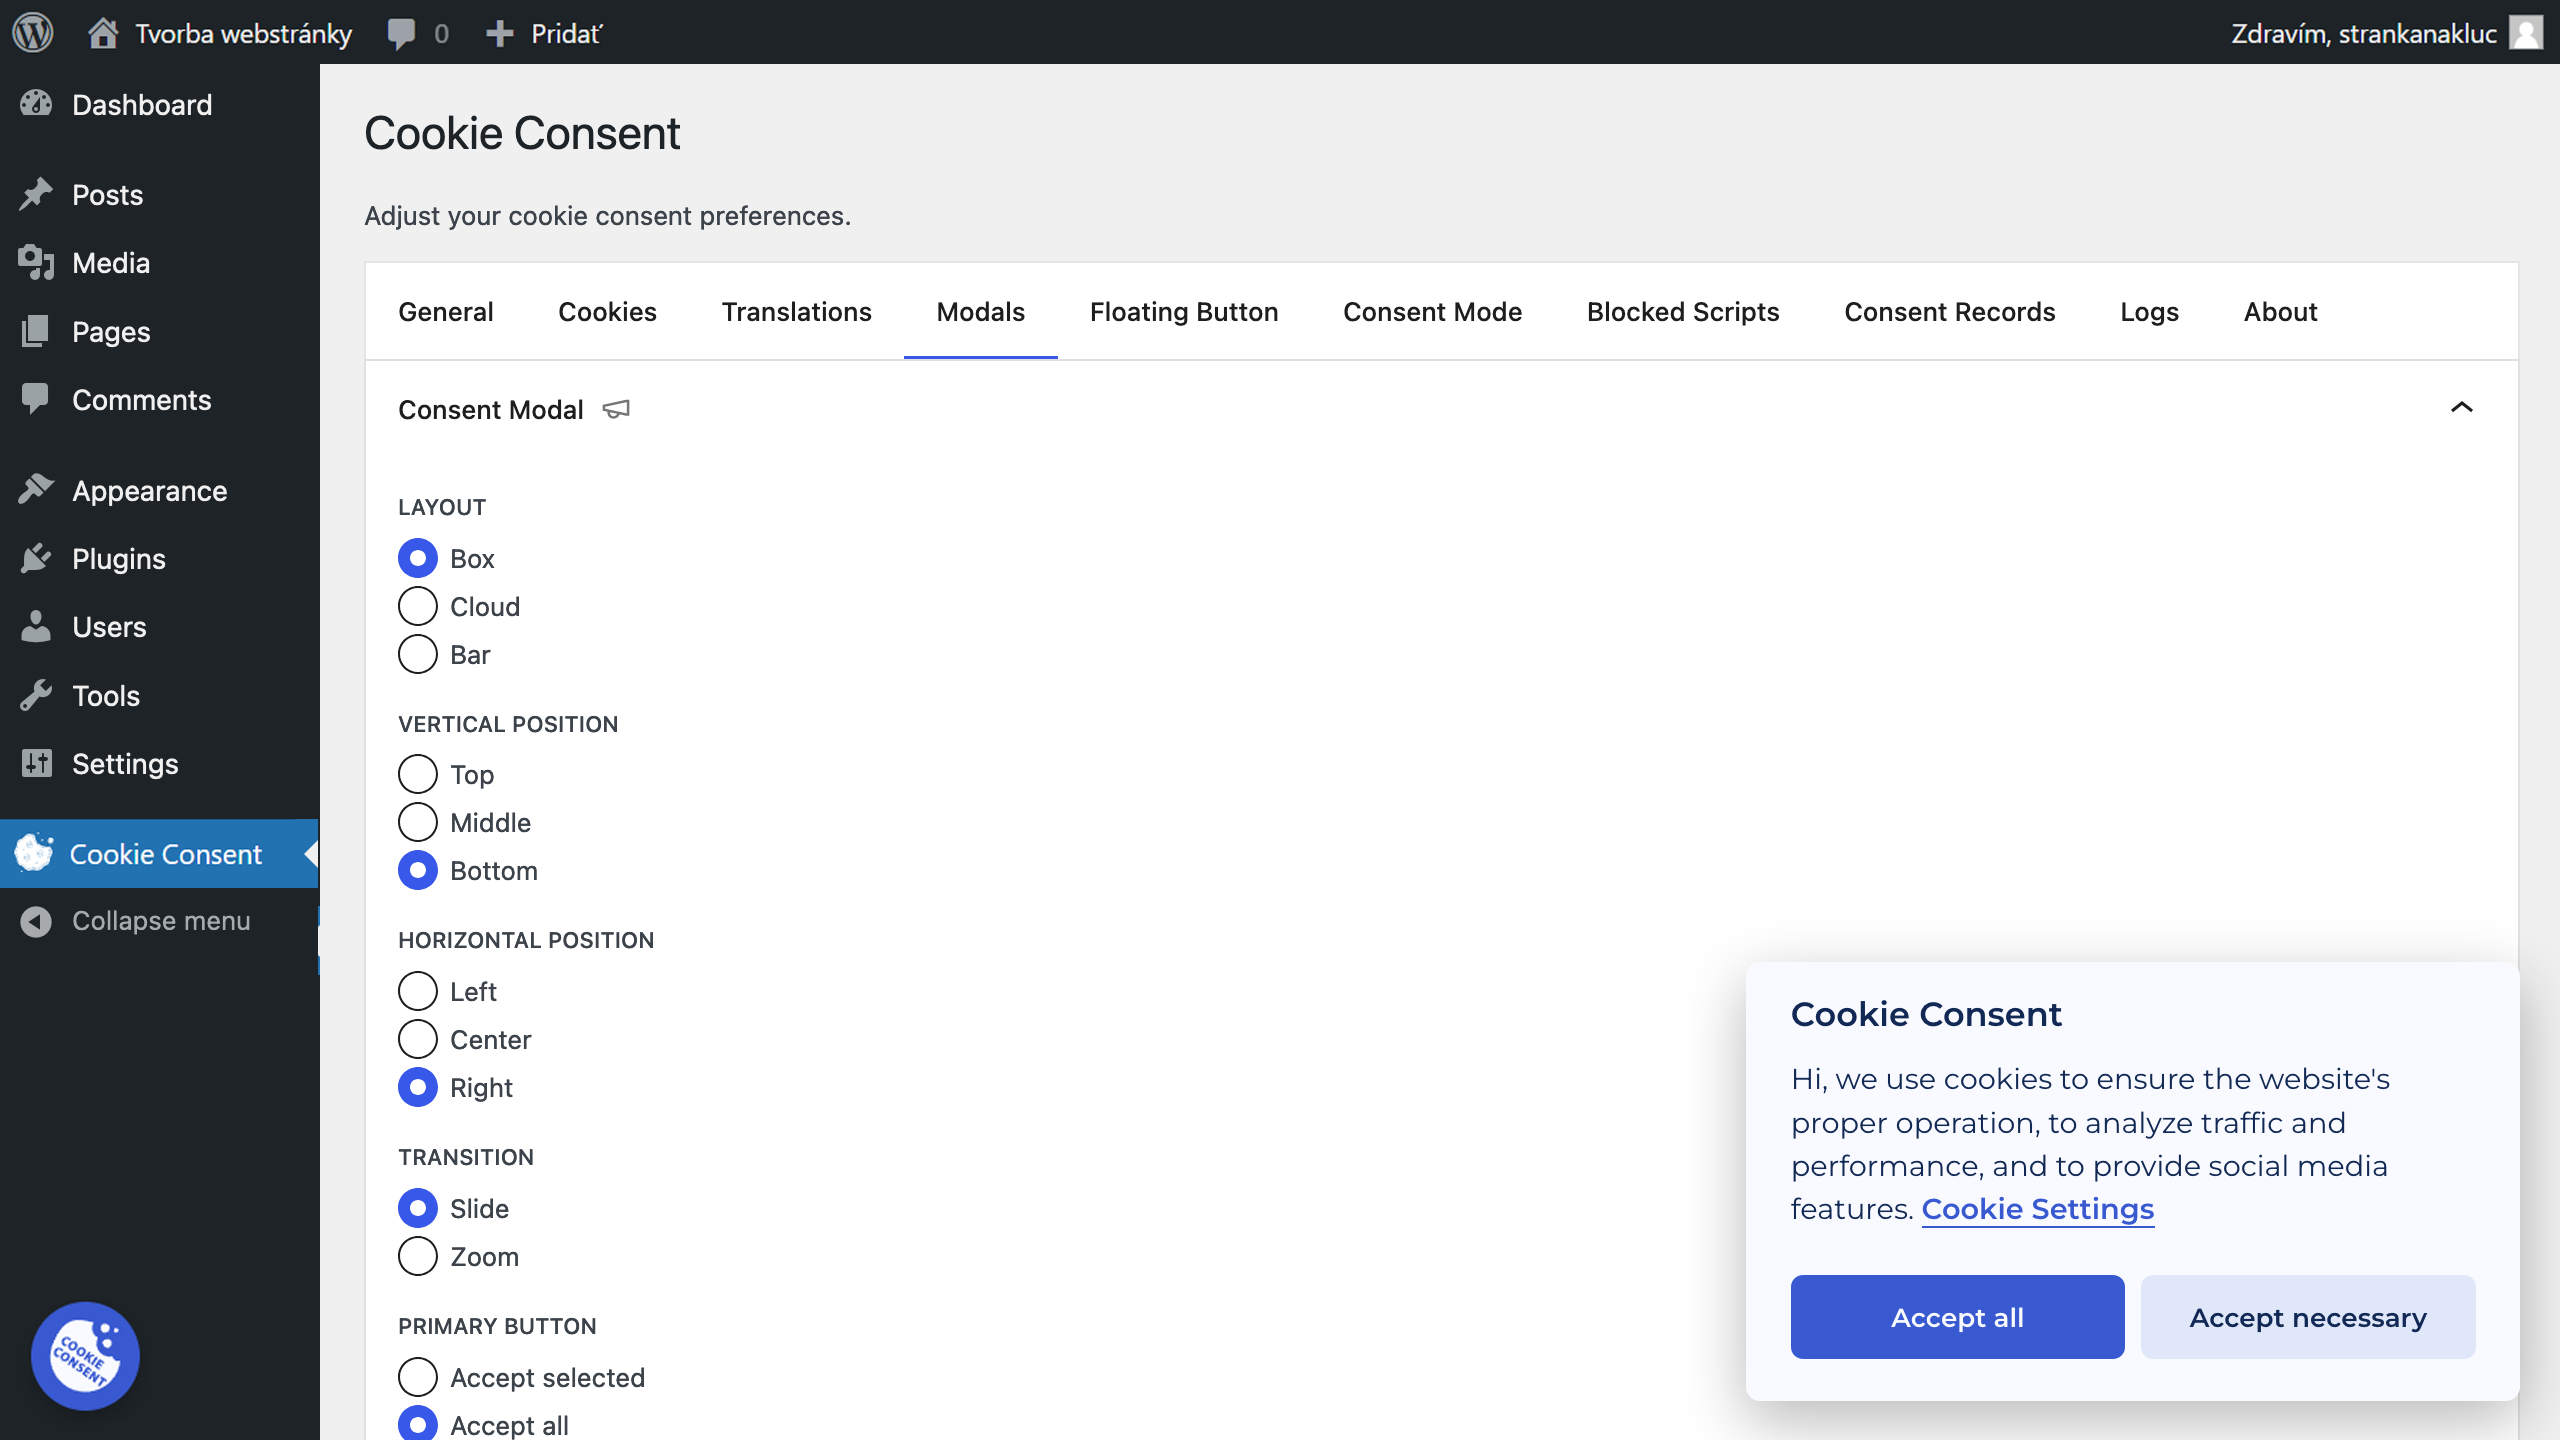 Tvorba webstránky
0
Pridať
Zdravím, strankanakluc
Dashboard
Posts
Media
Pages
Comments
Appearance
Plugins
Users
Tools
Settings
Cookie Consent
Collapse menu
COOKIE
CONSENT
Cookie Consent
Adjust your cookie consent preferences.
General
Cookies
Translations
Modals
Floating Button
Consent Mode
Blocked Scripts
Consent Records
Logs
About
Consent Modal
LAYOUT
Box
Cloud
Bar
VERTICAL POSITION
Top
Middle
Bottom
HORIZONTAL POSITION
Left
Center
Right
TRANSITION
Slide
Zoom
PRIMARY BUTTON
Accept selected
Accept all
Cookie Consent
Hi, we use cookies to ensure the website's
proper operation, to analyze traffic and
performance, and to provide social media
features. Cookie Settings
Accept all
Accept necessary